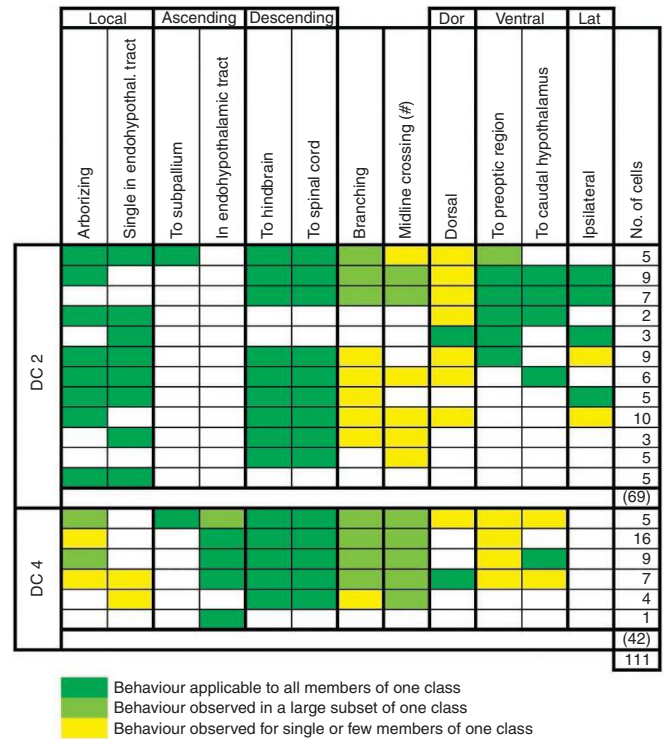 Local Ascending Descending Dor Ventral Lat
Arborizing
Single in endohypothal. tract
To subpallium
In endohypothalamic tract
To hindbrain
To spinal cord
Branching
Midline crossing (#)
Dorsal
To preoptic region
To caudal hypothalamus
Ipsilateral
No. of cells
DC 2
5
9
7
2
3
9
6
5
10
3
5
5
(69)
DC 4
5
16
9
7
4
1
(42)
111
Behaviour applicable to all members of one class
Behaviour observed in a large subset of one class
Behaviour observed for single or few members of one class